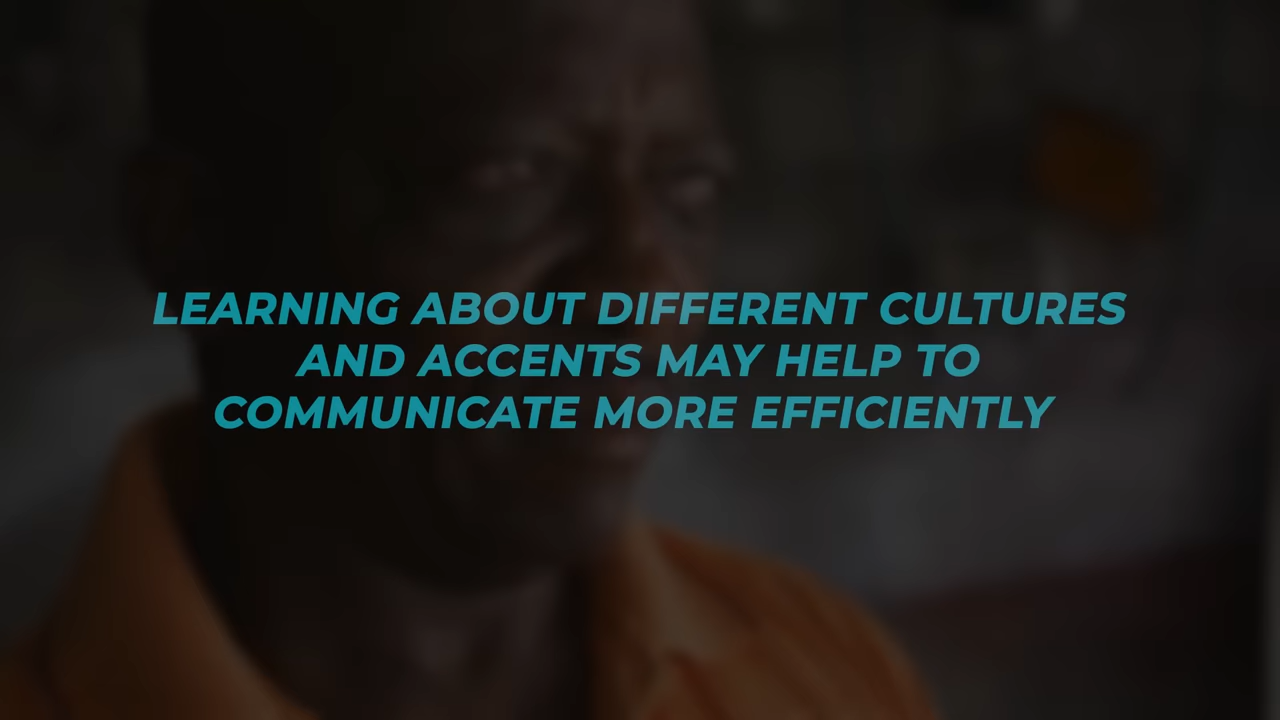 LEARNING ABOUT DIFFERENT CULTURES
AND ACCENTS MAY HELP TO
COMMUNICATE MORE EFFICIENTLY